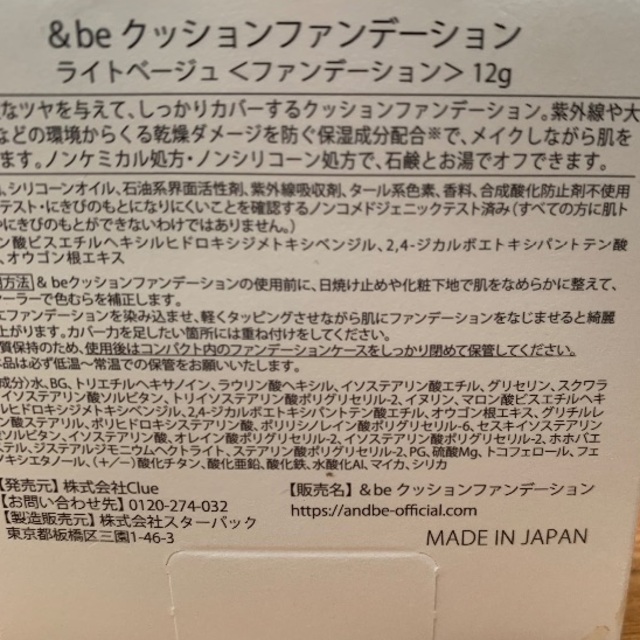 &be クッションファンデーション
ライトベージュ <ファンデーション> 12g
なツヤを与えて、しっかりカバーするクッションファンデーション。紫外線や大
などの環境からくる乾燥ダメージを防ぐ保湿成分配合※で、メイクしながら肌を
ます。ノンケミカル処方・ノンシリコーン処方で、石鹸とお湯でオフできます。
シリコーンオイル、石油系界面活性剤、紫外線吸収剤、タール系色素、香料、合成酸化防止剤不使用
テスト・にきびのもとになりにくいことを確認するノンコメドジェニックテスト済み(すべての方に肌ト
にきびのもとができないわけではありません。)
ン酸ビスエチルヘキシルヒドロキシジメトキシベンジル、2,4-ジカルボエトキシパントテン酸
、オウゴン根エキス
方法 &beクッションファンデーションの使用前に、日焼け止めや化粧下地で肌をなめらかに整えて、
ーラーで色むらを補正します。
にファンデーションを染み込ませ、軽くタッピングさせながら肌にファンデーションをなじませると綺麗
上がります。カバー力を足したい箇所には重ね付けをしてください。
質保持のため、使用後はコンパクト内のファンデーションケースをしっかり閉めて保管してください。
品は必ず低温〜常温での保管をお願いいたします。
成分)水、BG、トリエチルヘキサノイン、ラウリン酸ヘキシル、イソステアリン酸エチル、グリセリン、スクワラ
イソステアリン酸ソルビタン、トリイソステアリン酸ポリグリセリル-2、イヌリン、マロン酸ビスエチルヘキ
ルヒドロキシジメトキシベンジル、2,4-ジカルボエトキシパントテン酸エチル、オウゴン根エキス、グリチルレ
ン酸ステアリル、ポリヒドロキシステアリン酸、ポリリシノレイン酸ポリグリセリル-6、セスキイソステアリ
ソルビタン、イソステアリン酸、オレイン酸ポリグリセリル-2、イソステアリン酸ポリグリセリル-2、ホホバエ
ステル、ジステアルジモニウムヘクトライト、ステアリン酸ポリグリセリル-2、PG、硫酸Mg、トコフェロール、フェ
ノキシエタノール、(+/-)酸化チタン、酸化亜鉛、酸化鉄、水酸化Al、マイカ、シリカ
【発売元】株式会社Clue
【お問い合わせ先】0120-274-032
【製造販売元】株式会社スターパック
東京都板橋区三園1-46-3
【販売名】&be クッションファンデーション
https://andbe-official.com
MADE IN JAPAN